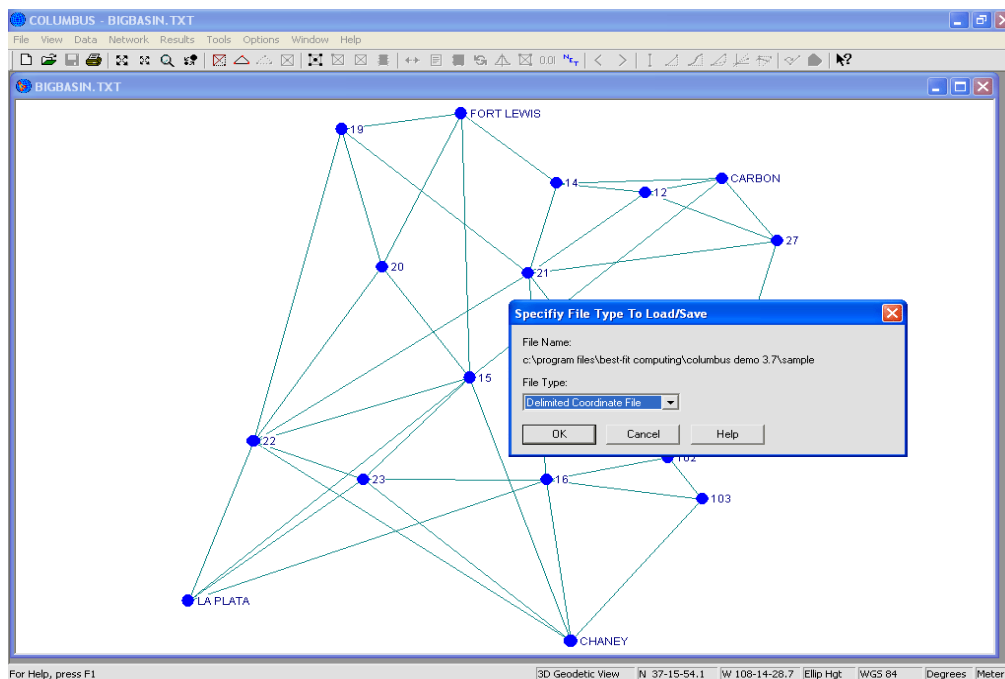 COLUMBUS - BIGBASIN.TXT
File View Data Network Results Tools Options Window Help
0.01 NET
BIGBASIN.TXT
FORT LEWIS
19
14
CARBON
12
27
20
21
Specifiy File Type To Load/Save
File Name:
c:\program files\best-fit computing\columbus demo 3.7\sample
File Type:
Delimited Coordinate File
OK Cancel Help
15
22
102
23
16
103
LA PLATA
CHANEY
For Help, press F1
3D Geodetic View N 37-15-54.1 W 108-14-28.7 Ellip Hgt WGS 84 Degrees Meter